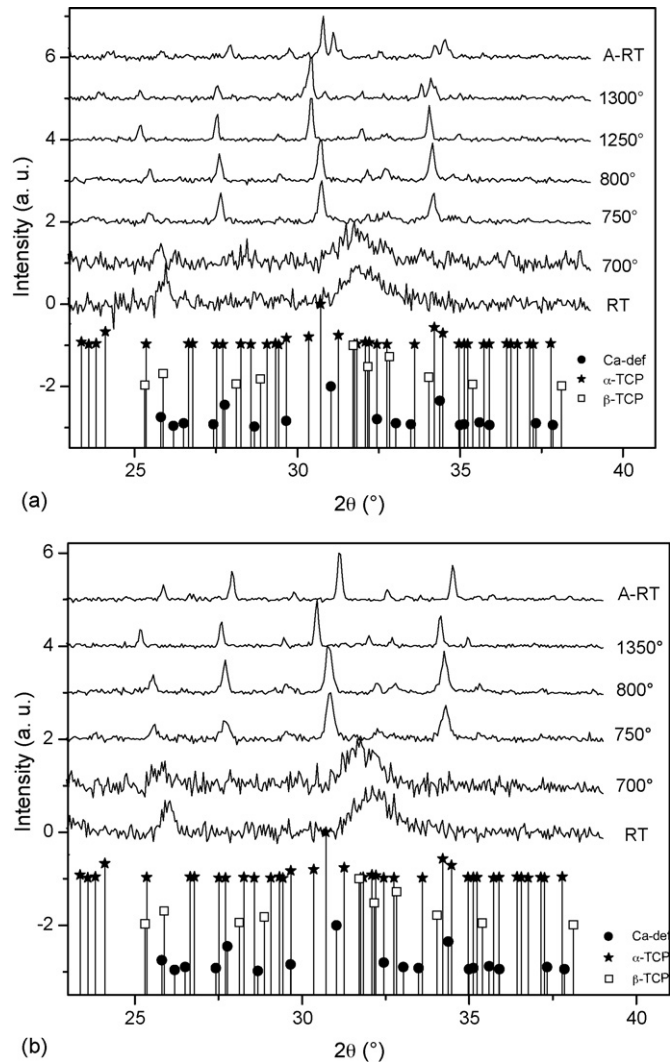 6
4
2
0
-2
Intensity (a. u.)
A-RT
1300°
1250°
800°
750°
700°
RT
Ca-def
α-TCP
β-TCP
25
30
35
40
2θ (°)
(a)
6
4
2
0
-2
Intensity (a. u.)
A-RT
1350°
800°
750°
700°
RT
Ca-def
α-TCP
β-TCP
25
30
35
40
2θ (°)
(b)